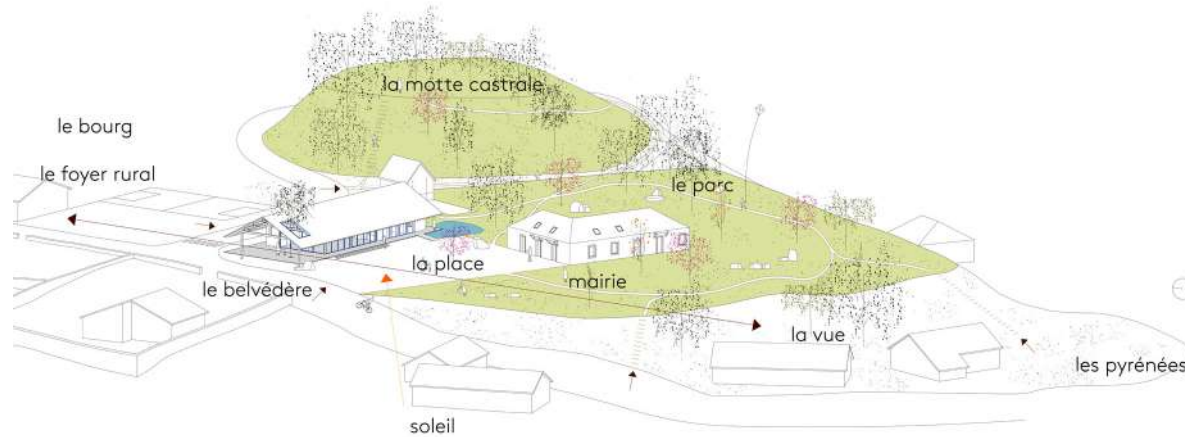 la motte castrale
le bourg
le foyer rural
le parc
la place
mairie
le belvédère
la vue
les pyrénées
soleil